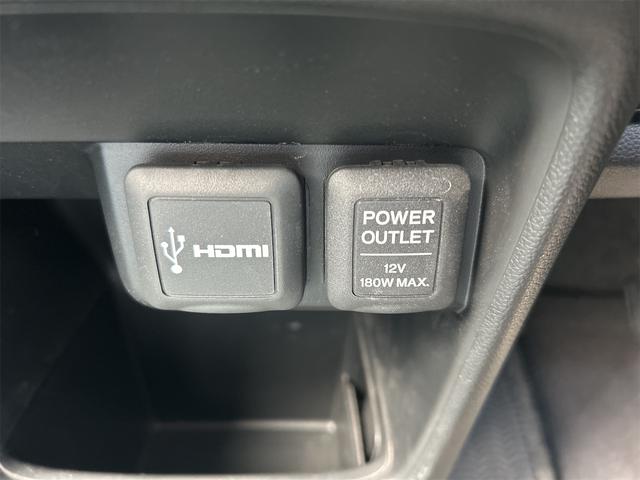 HDMI
POWER
OUTLET
12V
180W MAX.